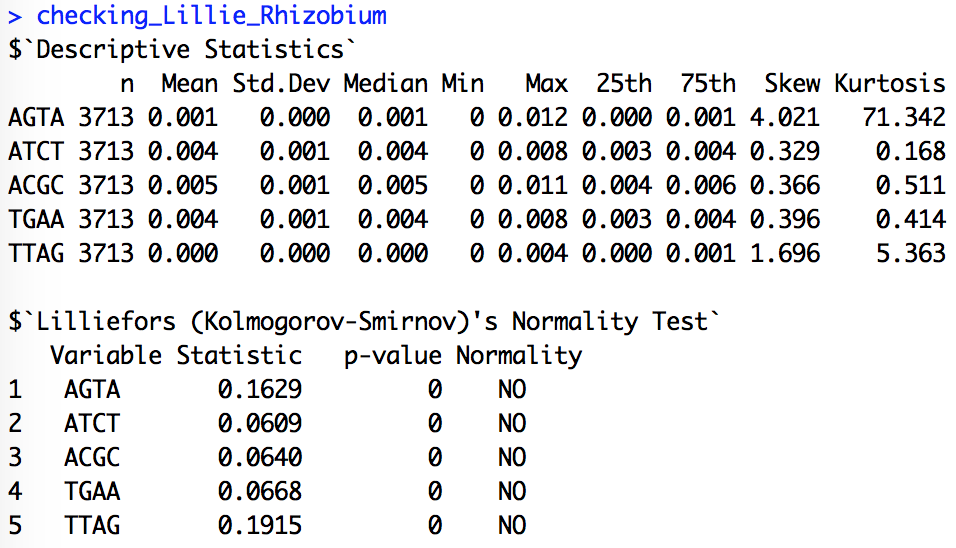 > checking_Lillie_Rhizobium
$`Descriptive Statistics`
        n  Mean Std.Dev Median Min   Max  25th  75th  Skew Kurtosis
AGTA 3713 0.001   0.000  0.001   0 0.012 0.000 0.001 4.021   71.342
ATCT 3713 0.004   0.001  0.004   0 0.008 0.003 0.004 0.329    0.168
ACGC 3713 0.005   0.001  0.005   0 0.011 0.004 0.006 0.366    0.511
TGAA 3713 0.004   0.001  0.004   0 0.008 0.003 0.004 0.396    0.414
TTAG 3713 0.000   0.000  0.000   0 0.004 0.000 0.001 1.696    5.363

$`Lilliefors (Kolmogorov-Smirnov)'s Normality Test`
   Variable Statistic   p-value Normality
1   AGTA       0.1629         0    NO
2   ATCT       0.0609         0    NO
3   ACGC       0.0640         0    NO
4   TGAA       0.0668         0    NO
5   TTAG       0.1915         0    NO